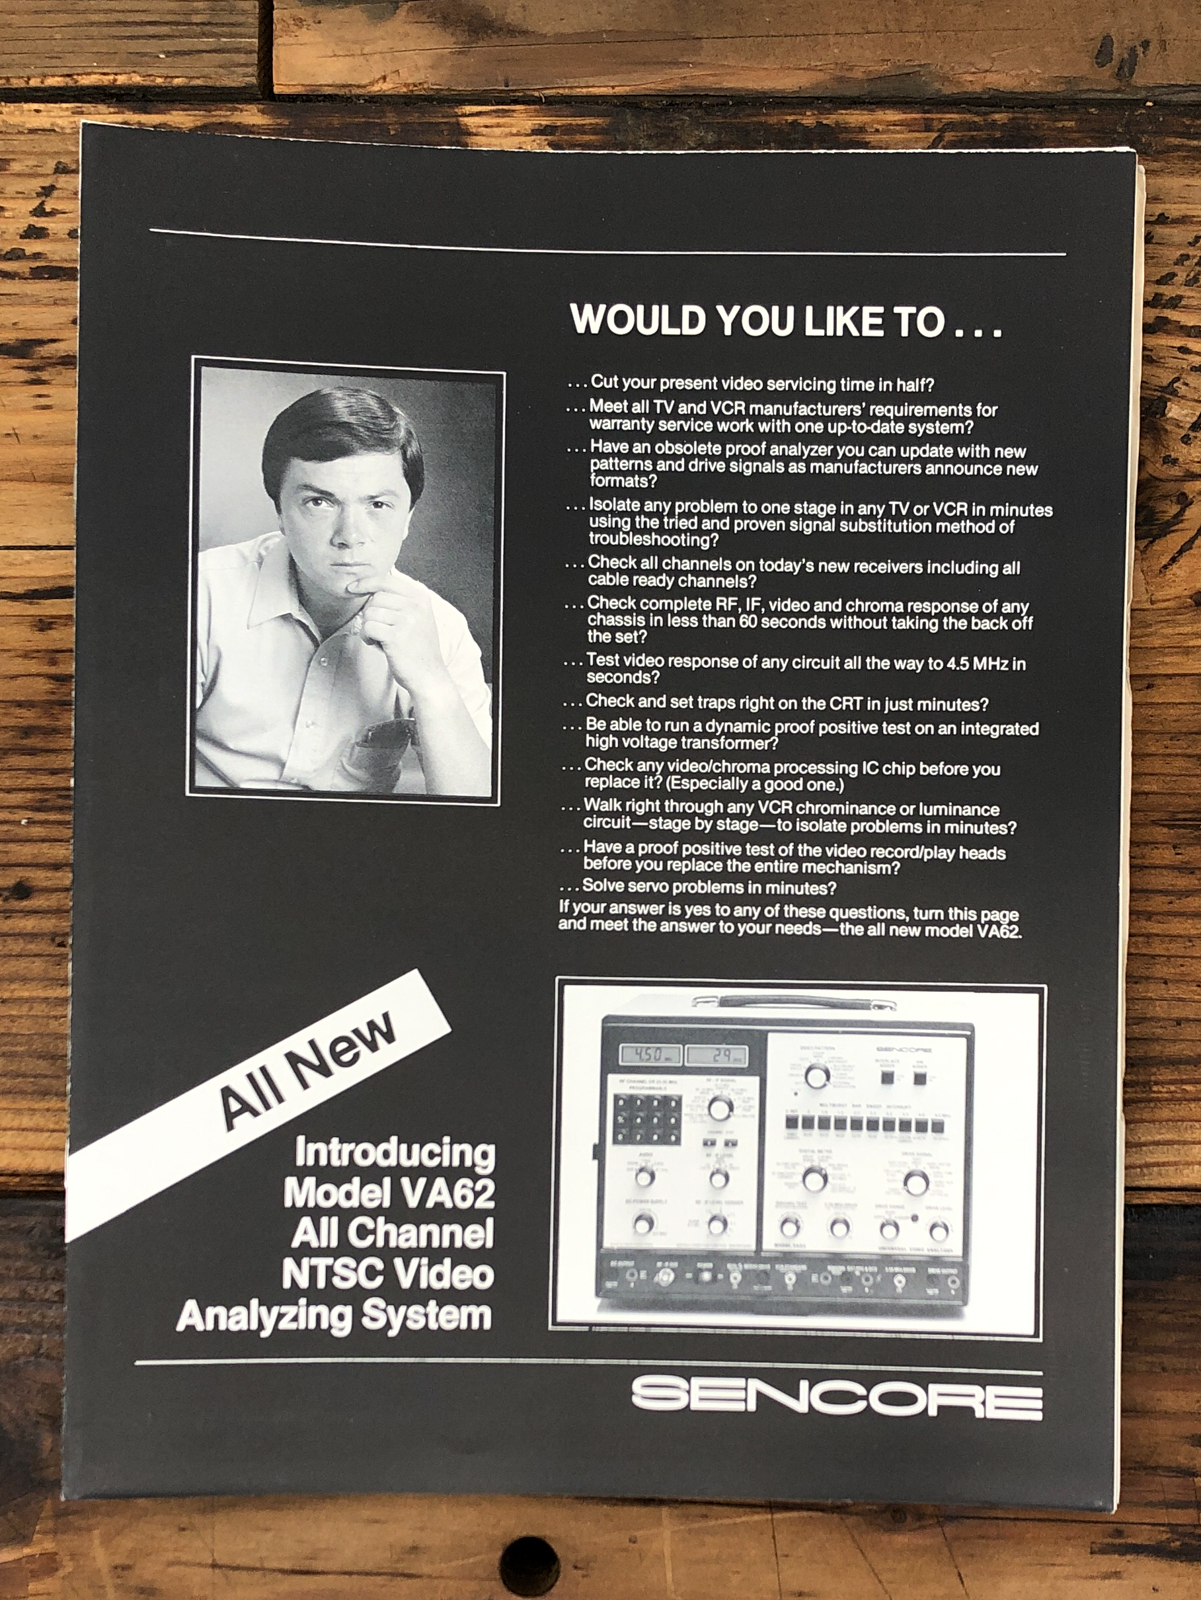 WOULD YOU LIKE TO . . .
. . . Cut your present video servicing time in half?
. . . Meet all TV and VCR manufacturers' requirements for
warranty service work with one up-to-date system?
. . . Have an obsolete proof analyzer you can update with new
patterns and drive signals as manufacturers announce new
formats?
. . . Isolate any problem to one stage in any TV or VCR in minutes
using the tried and proven signal substitution method of
troubleshooting?
. . . Check all channels on today's new receivers including all
cable ready channels?
. . . Check complete RF, IF, video and chroma response of any
chassis in less than 60 seconds without taking the back off
the set?
. . . Test video response of any circuit all the way to 4.5 MHz in
seconds?
. . . Check and set traps right on the CRT in just minutes?
. . . Be able to run a dynamic proof positive test on an integrated
high voltage transformer?
. . . Check any video/chroma processing IC chip before you
replace it? (Especially a good one.)
. . . Walk right through any VCR chrominance or luminance
circuit—stage by stage—to isolate problems in minutes?
. . . Have a proof positive test of the video record/play heads
before you replace the entire mechanism?
. . . Solve servo problems in minutes?
If your answer is yes to any of these questions, turn this page
and meet the answer to your needs—the all new model VA62.
All New
Introducing
Model VA62
All Channel
NTSC Video
Analyzing System
4.50
29
SENCORE
VIDEO PATTERN
DIGITAL METER
DRIVE SIGNAL
AUDIO
SENCORE